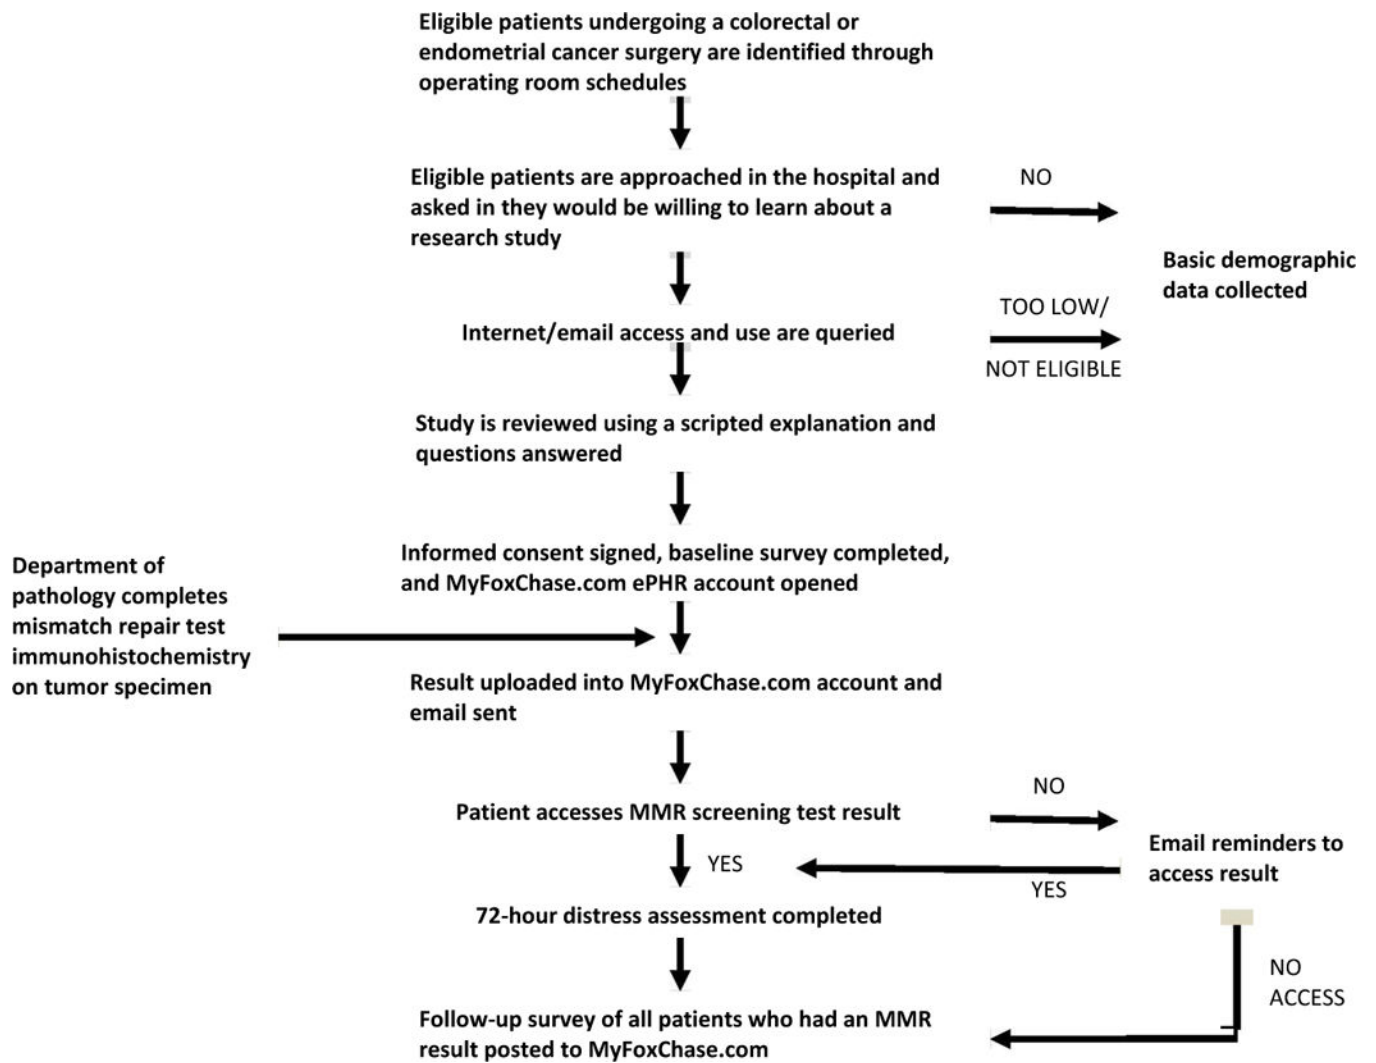 Eligible patients undergoing a colorectal or
endometrial cancer surgery are identified through
operating room schedules
Eligible patients are approached in the hospital and
asked in they would be willing to learn about a
research study
NO
Basic demographic
data collected
Internet/email access and use are queried
TOO LOW/
NOT ELIGIBLE
Study is reviewed using a scripted explanation and
questions answered
Informed consent signed, baseline survey completed,
and MyFoxChase.com ePHR account opened
Department of
pathology completes
mismatch repair test
immunohistochemistry
on tumor specimen
Result uploaded into MyFoxChase.com account and
email sent
Patient accesses MMR screening test result
NO
Email reminders to
access result
YES
YES
72-hour distress assessment completed
NO
ACCESS
Follow-up survey of all patients who had an MMR
result posted to MyFoxChase.com